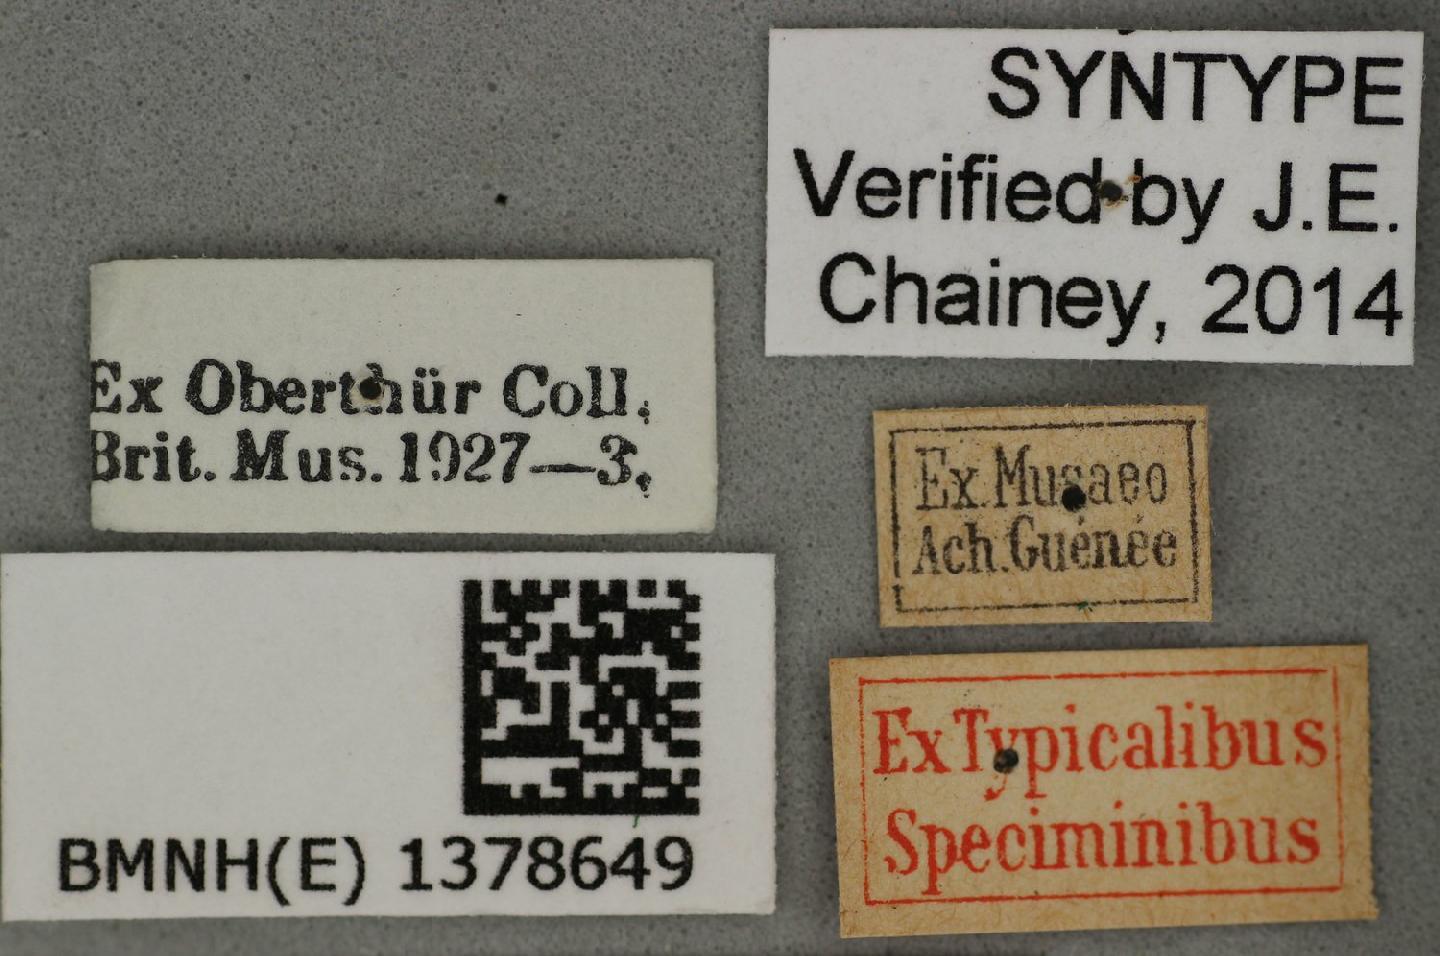 SYNTYPE
Verified by J.E.
Chainey, 2014
Ex Oberthür Coll.
Brit. Mus. 1927—3.
Ex. Musaeo
Ach. Guénée
BMNH(E) 1378649
Ex Typicalibus
Speciminibus